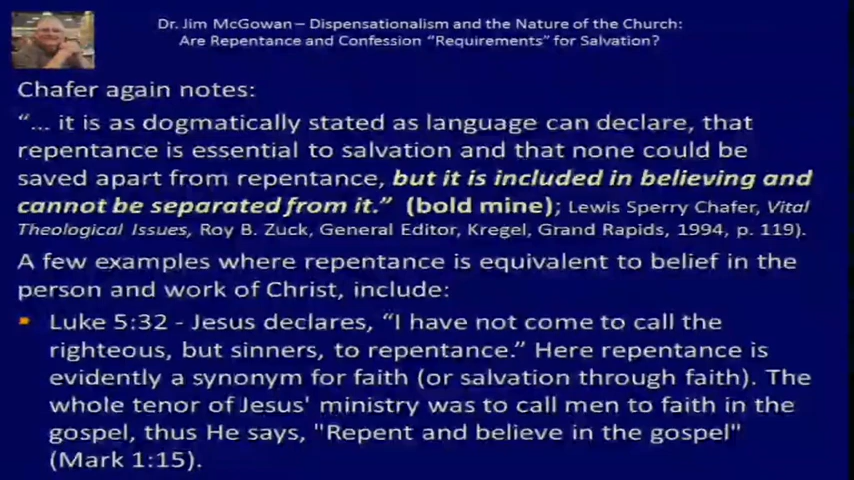 Dr. Jim McGowan – Dispensationalism and the Nature of the Church:
Are Repentance and Confession “Requirements” for Salvation?
Chafer again notes:
“... it is as dogmatically stated as language can declare, that
repentance is essential to salvation and that none could be
saved apart from repentance, but it is included in believing and
cannot be separated from it.” (bold mine); Lewis Sperry Chafer, Vital
Theological Issues, Roy B. Zuck, General Editor, Kregel, Grand Rapids, 1994, p. 119).
A few examples where repentance is equivalent to belief in the
person and work of Christ, include:
Luke 5:32 - Jesus declares, “I have not come to call the
righteous, but sinners, to repentance.” Here repentance is
evidently a synonym for faith (or salvation through faith). The
whole tenor of Jesus' ministry was to call men to faith in the
gospel, thus He says, "Repent and believe in the gospel"
(Mark 1:15).